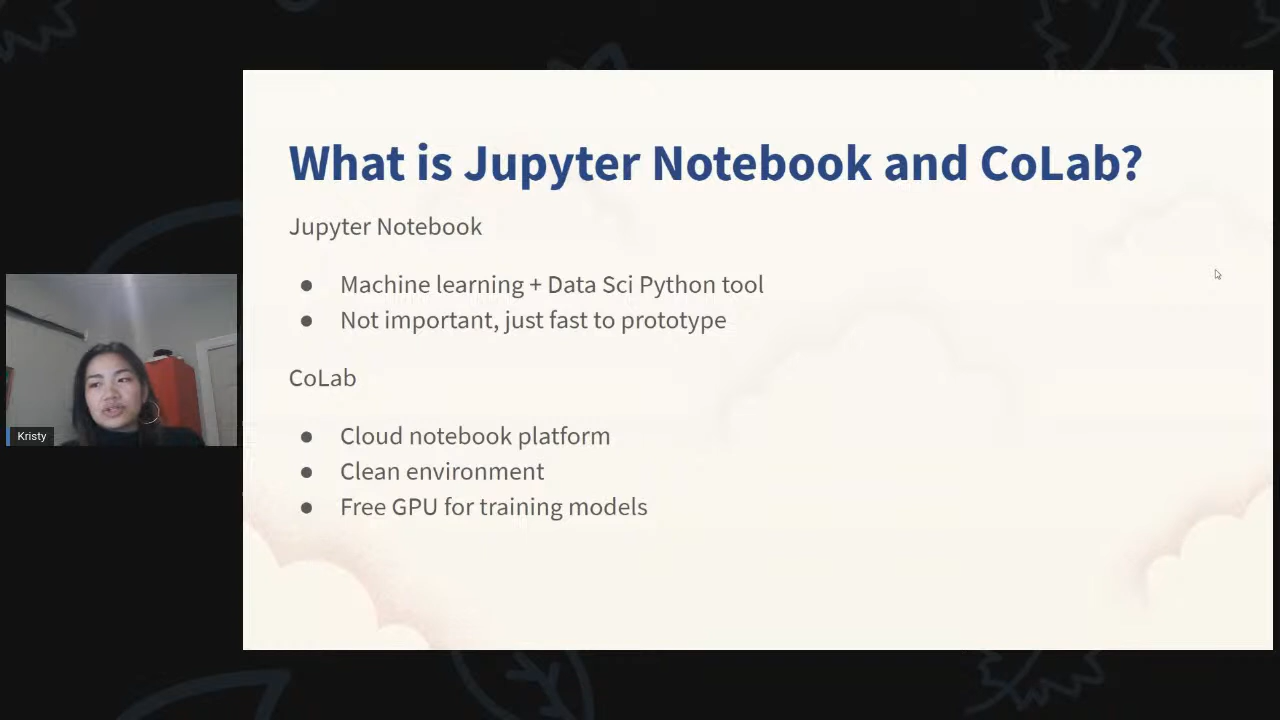 What is Jupyter Notebook and CoLab?
Jupyter Notebook
● Machine learning + Data Sci Python tool
● Not important, just fast to prototype
CoLab
● Cloud notebook platform
● Clean environment
● Free GPU for training models
Kristy